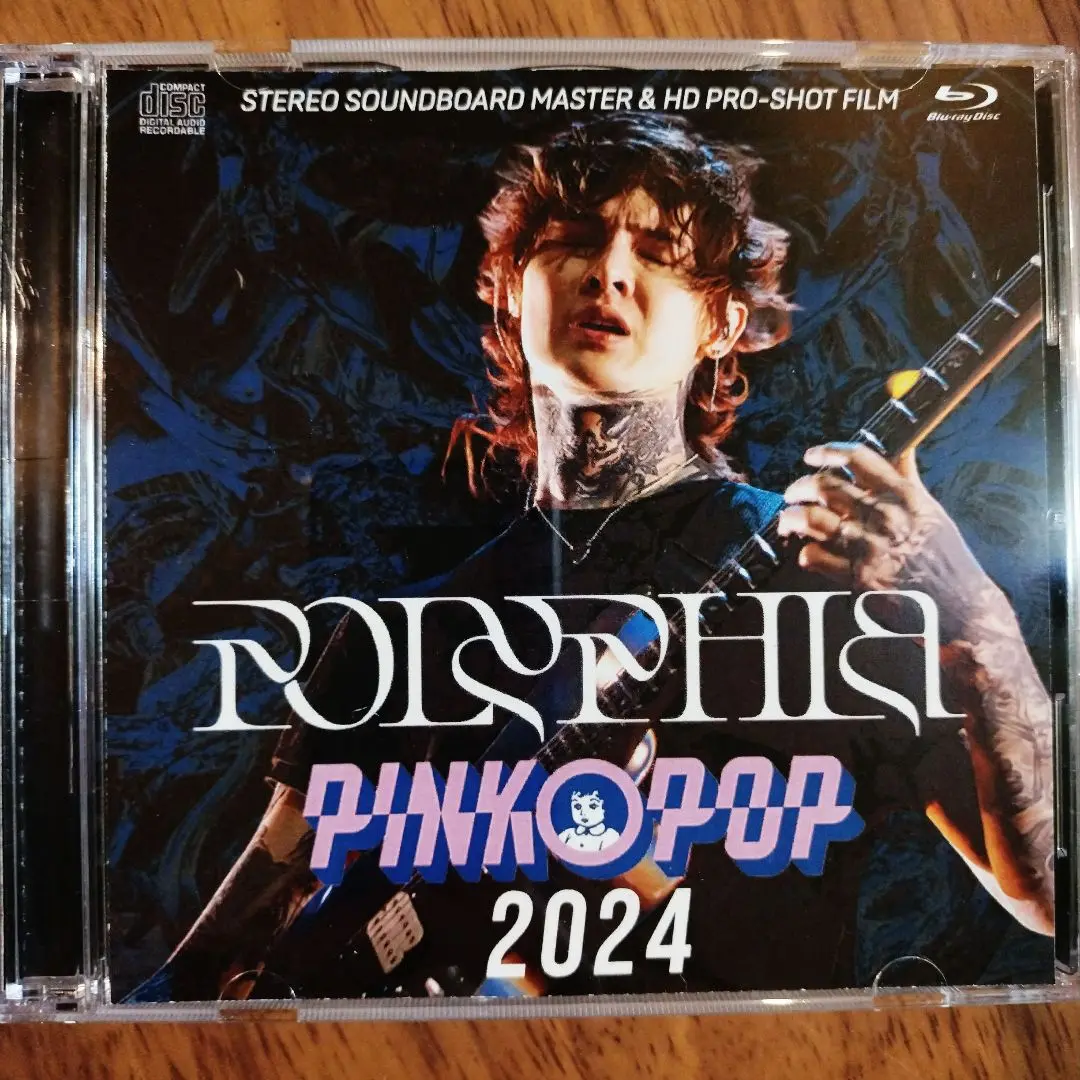 COMPACT
disc
DIGITAL AUDIO
RECORDABLE
STEREO SOUNDBOARD MASTER & HD PRO-SHOT FILM
Blu-ray Disc
POLYPHIA
PINKPOP
2024